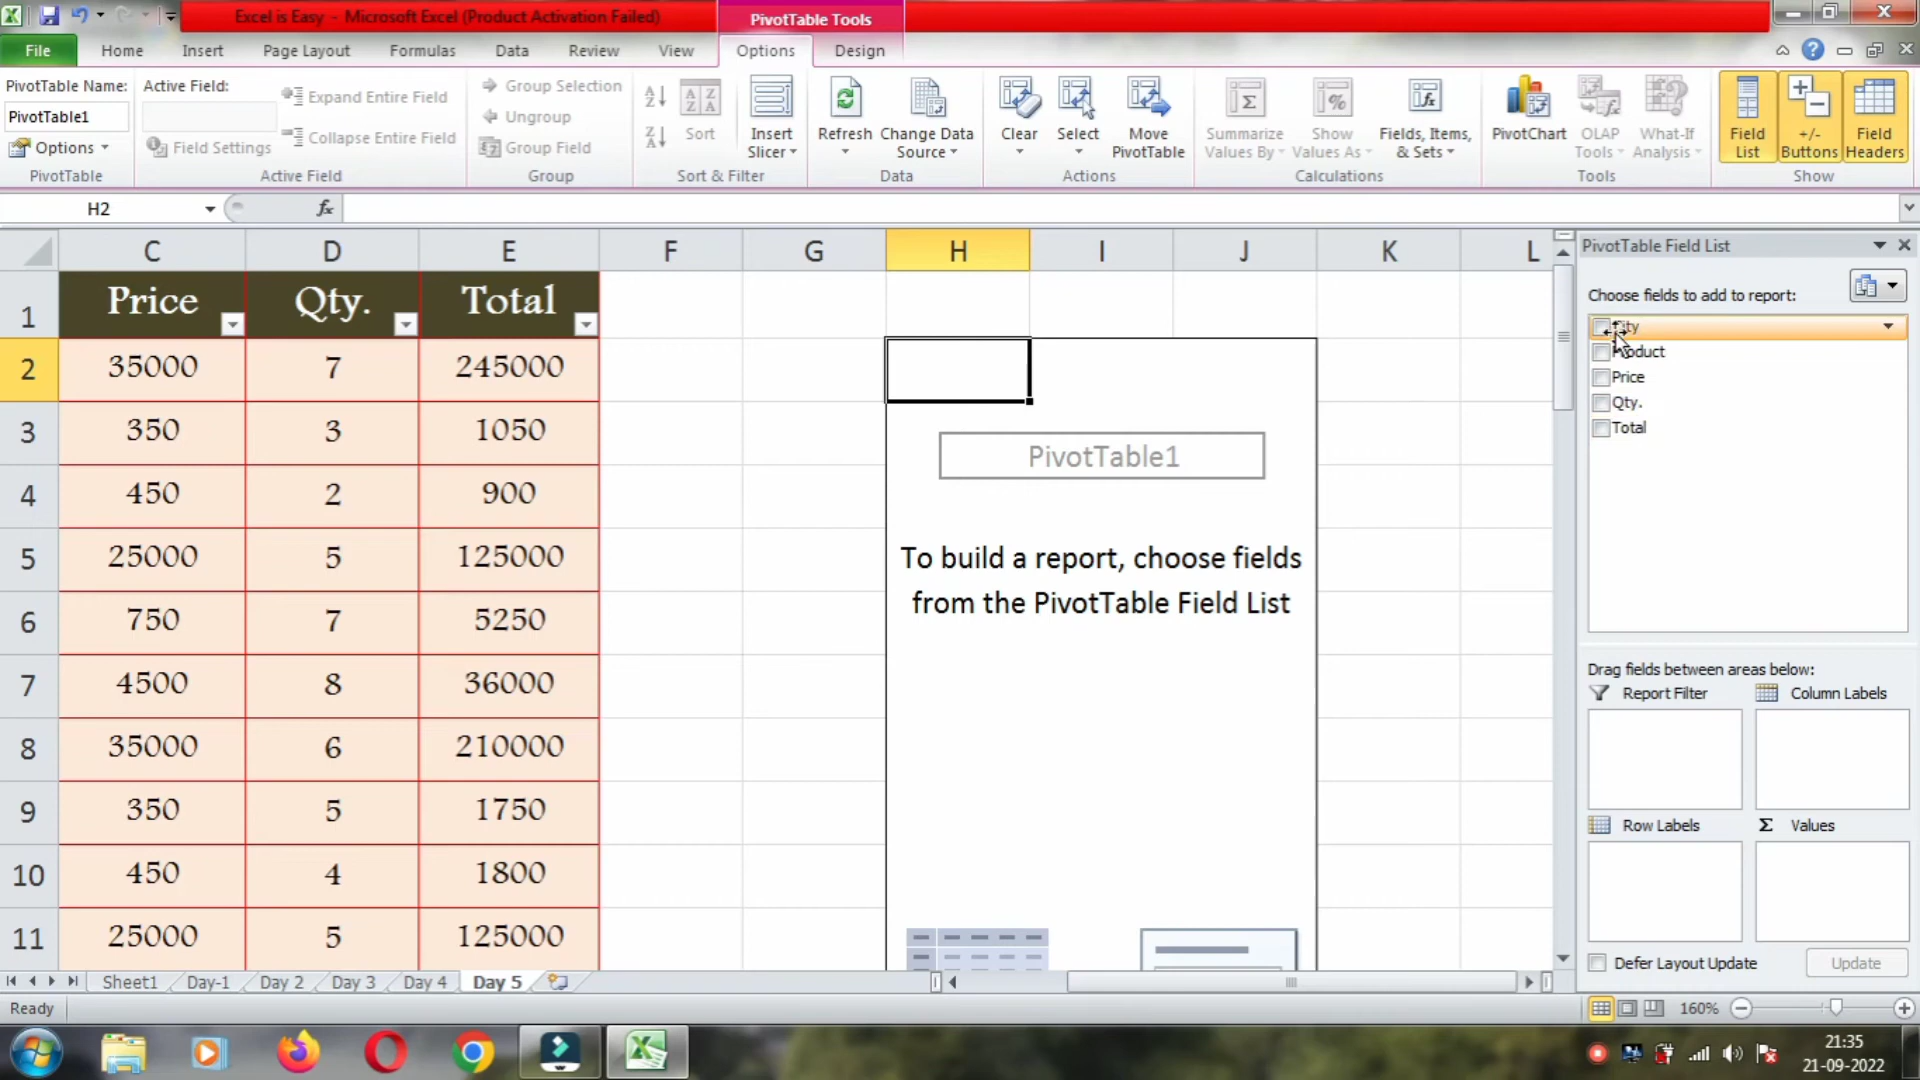 Excel is Easy - Microsoft Excel (Product Activation Failed)
PivotTable Tools
File
Home
Insert
Page Layout
Formulas
Data
Review
View
Options
Design
PivotTable Name:
PivotTable1
Options
PivotTable
Active Field:
Field Settings
Expand Entire Field
Collapse Entire Field
Active Field
Group Selection
Ungroup
Group Field
Group
Sort
Insert Slicer
Sort & Filter
Refresh
Change Data Source
Data
Clear
Select
Move PivotTable
Actions
Summarize Values By
Show Values As
Fields, Items, & Sets
Calculations
PivotChart
OLAP Tools
What-If Analysis
Tools
Field List
+/- Buttons
Field Headers
Show
H2
fx
C D E F G H I J K L
1 Price Qty. Total
2 35000 7 245000
3 350 3 1050
4 450 2 900
5 25000 5 125000
6 750 7 5250
7 4500 8 36000
8 35000 6 210000
9 350 5 1750
10 450 4 1800
11 25000 5 125000
PivotTable1
To build a report, choose fields
from the PivotTable Field List
PivotTable Field List
Choose fields to add to report:
Price
Qty.
Total
Drag fields between areas below:
Report Filter
Column Labels
Row Labels
Σ Values
Defer Layout Update
Update
Sheet1
Day-1
Day 2
Day 3
Day 4
Day 5
Ready
160%
21:35
21-09-2022